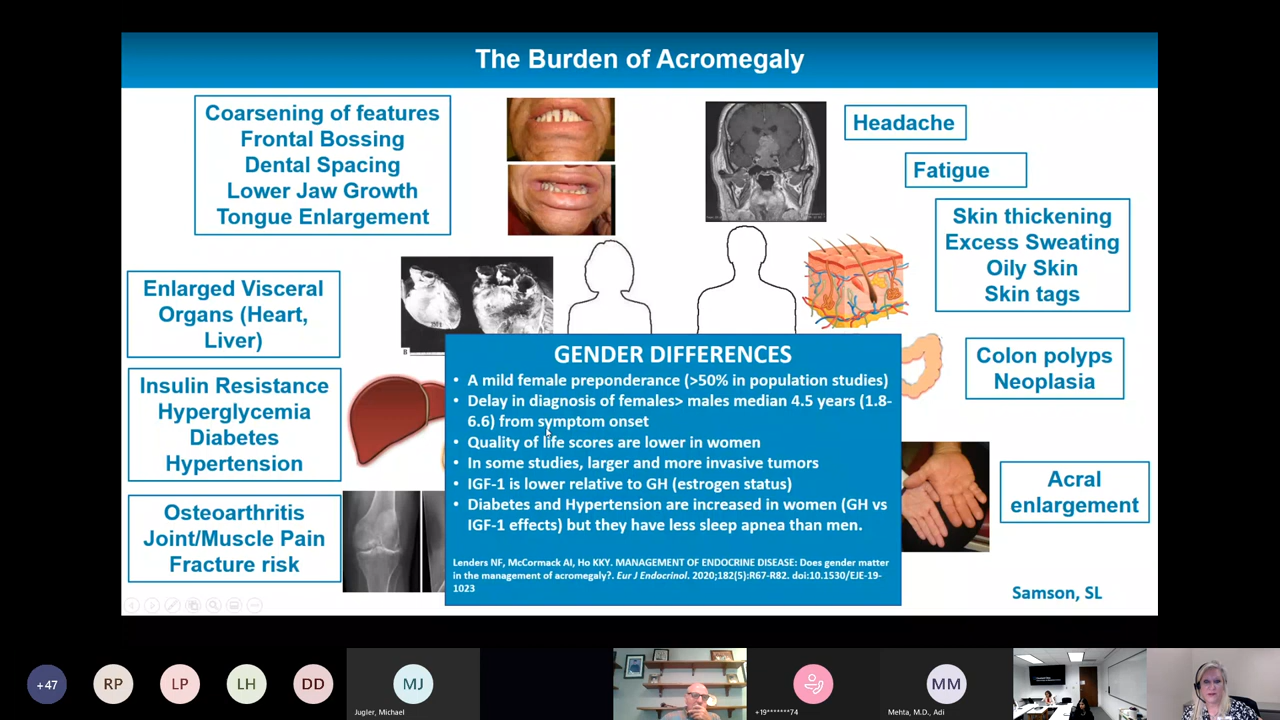 The Burden of Acromegaly
Coarsening of features
Frontal Bossing
Dental Spacing
Lower Jaw Growth
Tongue Enlargement
Headache
Fatigue
Skin thickening
Excess Sweating
Oily Skin
Skin tags
Enlarged Visceral
Organs (Heart,
Liver)
Insulin Resistance
Hyperglycemia
Diabetes
Hypertension
Osteoarthritis
Joint/Muscle Pain
Fracture risk
GENDER DIFFERENCES
• A mild female preponderance (>50% in population studies)
• Delay in diagnosis of females> males median 4.5 years (1.8-
6.6) from symptom onset
• Quality of life scores are lower in women
• In some studies, larger and more invasive tumors
• IGF-1 is lower relative to GH (estrogen status)
• Diabetes and Hypertension are increased in women (GH vs
IGF-1 effects) but they have less sleep apnea than men.
Lenders NF, McCormack AI, Ho KKY. MANAGEMENT OF ENDOCRINE DISEASE: Does gender matter
in the management of acromegaly?. Eur J Endocrinol. 2020;182(5):R67-R82. doi:10.1530/EJE-19-
1023
Colon polyps
Neoplasia
Acral
enlargement
Samson, SL
+47
RP
LP
LH
DD
MJ
Jugler, Michael
+19*******74
MM
Mehta, M.D., Adi